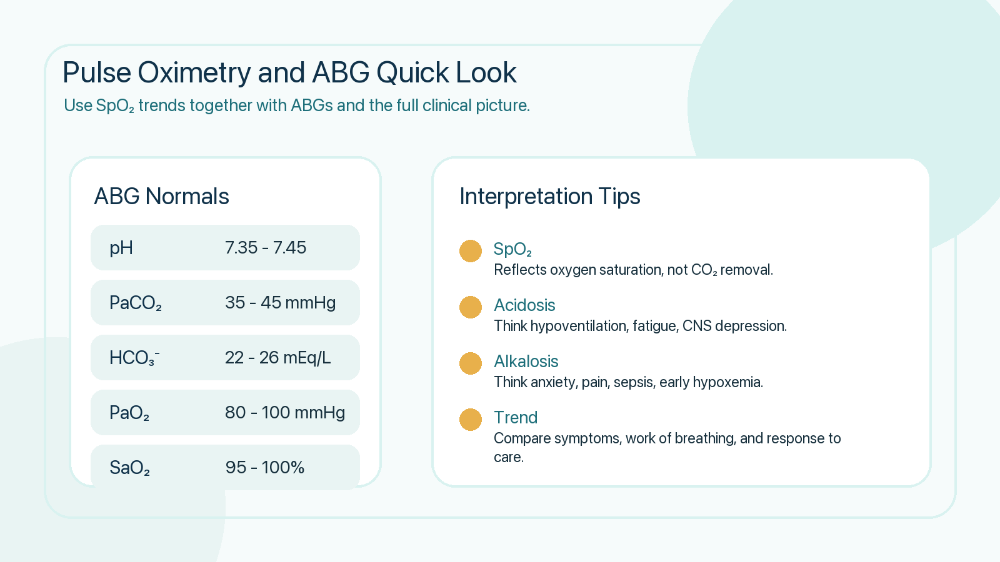 Pulse Oximetry and ABG Quick Look
Use SpO₂ trends together with ABGs and the full clinical picture.
ABG Normals
pH 7.35 - 7.45
PaCO₂ 35 - 45 mmHg
HCO₃⁻ 22 - 26 mEq/L
PaO₂ 80 - 100 mmHg
SaO₂ 95 - 100%
Interpretation Tips
SpO₂
Reflects oxygen saturation, not CO₂ removal.
Acidosis
Think hypoventilation, fatigue, CNS depression.
Alkalosis
Think anxiety, pain, sepsis, early hypoxemia.
Trend
Compare symptoms, work of breathing, and response to
care.